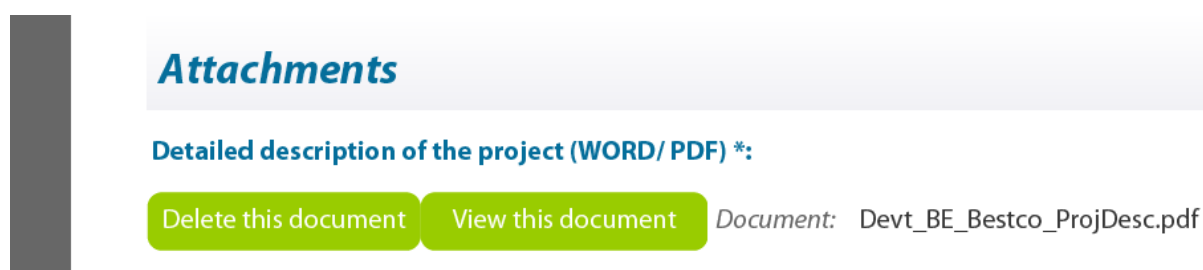 Attachments
Detailed description of the project (WORD/ PDF) *:
Delete this document View this document Document: Devt_BE_Bestco_ProjDesc.pdf